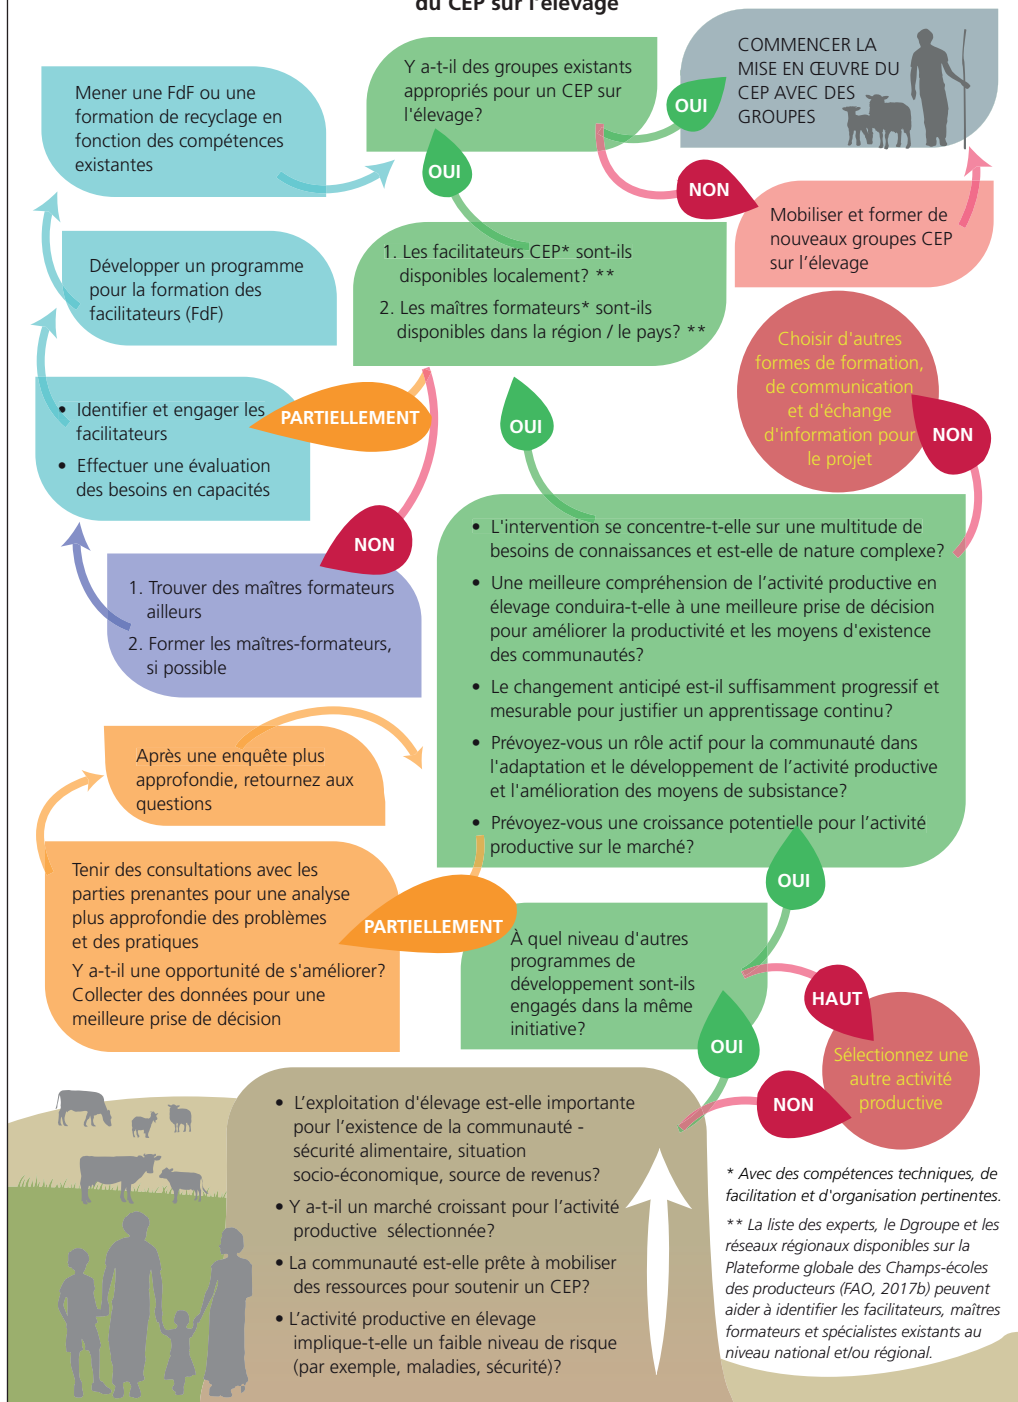 du CEP sur l'élevage
Mener une FdF ou une
formation de recyclage en
fonction des compétences
existantes
Y a-t-il des groupes existants
appropriés pour un CEP sur
l'élevage?
OUI
COMMENCER LA
MISE EN ŒUVRE DU
CEP AVEC DES
GROUPES
OUI
NON
Mobiliser et former de
nouveaux groupes CEP
sur l’élevage
Développer un programme
pour la formation des
facilitateurs (FdF)
1. Les facilitateurs CEP* sont-ils
disponibles localement? **
2. Les maîtres formateurs* sont-ils
disponibles dans la région / le pays? **
Choisir d'autres
formes de formation,
de communication
et d'échange
d'information pour
le projet
NON
• Identifier et engager les
facilitateurs
• Effectuer une évaluation
des besoins en capacités
PARTIELLEMENT
OUI
NON
1. Trouver des maîtres formateurs
ailleurs
2. Former les maîtres-formateurs,
si possible
• L'intervention se concentre-t-elle sur une multitude de
besoins de connaissances et est-elle de nature complexe?
• Une meilleure compréhension de l’activité productive en
élevage conduira-t-elle à une meilleure prise de décision
pour améliorer la productivité et les moyens d'existence
des communautés?
• Le changement anticipé est-il suffisamment progressif et
mesurable pour justifier un apprentissage continu?
• Prévoyez-vous un rôle actif pour la communauté dans
l'adaptation et le développement de l’activité productive
et l'amélioration des moyens de subsistance?
• Prévoyez-vous une croissance potentielle pour l’activité
productive sur le marché?
Après une enquête plus
approfondie, retournez aux
questions
Tenir des consultations avec les
parties prenantes pour une analyse
plus approfondie des problèmes
et des pratiques
Y a-t-il une opportunité de s'améliorer?
Collecter des données pour une
meilleure prise de décision
PARTIELLEMENT
OUI
À quel niveau d'autres
programmes de
développement sont-ils
engagés dans la même
initiative?
HAUT
OUI
Sélectionnez une
autre activité
productive
NON
• L’exploitation d'élevage est-elle importante
pour l’existence de la communauté -
sécurité alimentaire, situation
socio-économique, source de revenus?
• Y a-t-il un marché croissant pour l’activité
productive sélectionnée?
• La communauté est-elle prête à mobiliser
des ressources pour soutenir un CEP?
• L’activité productive en élevage
implique-t-elle un faible niveau de risque
(par exemple, maladies, sécurité)?
* Avec des compétences techniques, de
facilitation et d'organisation pertinentes.
** La liste des experts, le Dgroupe et les
réseaux régionaux disponibles sur la
Plateforme globale des Champs-écoles
des producteurs (FAO, 2017b) peuvent
aider à identifier les facilitateurs, maîtres
formateurs et spécialistes existants au
niveau national et/ou régional.